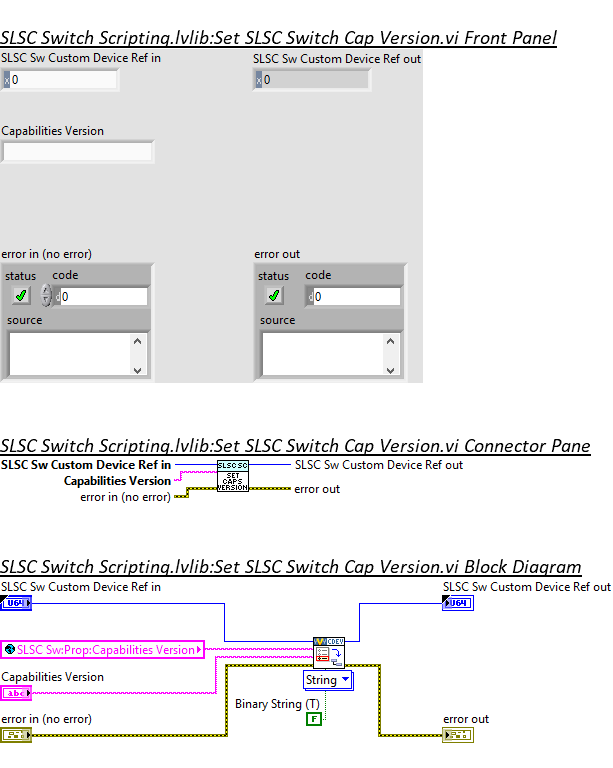 SLSC Switch Scripting.lvlib:Set SLSC Switch Cap Version.vi Front Panel
SLSC Sw Custom Device Ref in
SLSC Sw Custom Device Ref out
x 0
x 0
Capabilities Version
error in (no error)
error out
status code
status code
d 0
d 0
source
source
SLSC Switch Scripting.lvlib:Set SLSC Switch Cap Version.vi Connector Pane
SLSC Sw Custom Device Ref in
SLSC SC
SLSC Sw Custom Device Ref out
Capabilities Version
SET
CAPS
VERSION
error in (no error)
error out
SLSC Switch Scripting.lvlib:Set SLSC Switch Cap Version.vi Block Diagram
SLSC Sw Custom Device Ref in
SLSC Sw Custom Device Ref out
U64
U64
CDEV
SLSC Sw:Prop:Capabilities Version
Capabilities Version
String
abc
Binary String (T)
F
error in (no error)
error out